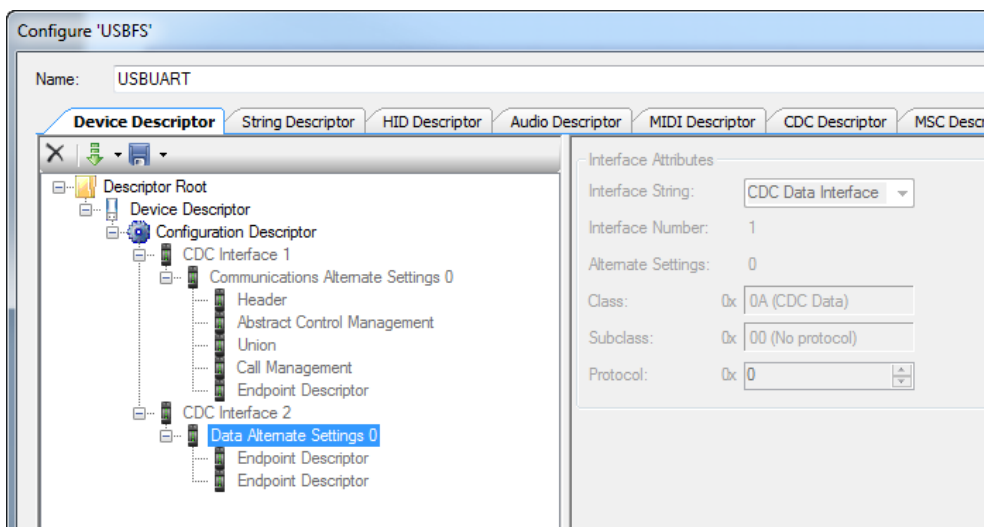 Configure 'USBFS'
Name: USBUART
Device Descriptor String Descriptor HID Descriptor Audio Descriptor MIDI Descriptor CDC Descriptor MSC Descr
Descriptor Root
Device Descriptor
Configuration Descriptor
CDC Interface 1
Communications Alternate Settings 0
Header
Abstract Control Management
Union
Call Management
Endpoint Descriptor
CDC Interface 2
Data Alternate Settings 0
Endpoint Descriptor
Endpoint Descriptor
Interface Attributes
Interface String: CDC Data Interface
Interface Number: 1
Alternate Settings: 0
Class: 0x 0A (CDC Data)
Subclass: 0x 00 (No protocol)
Protocol: 0x 0